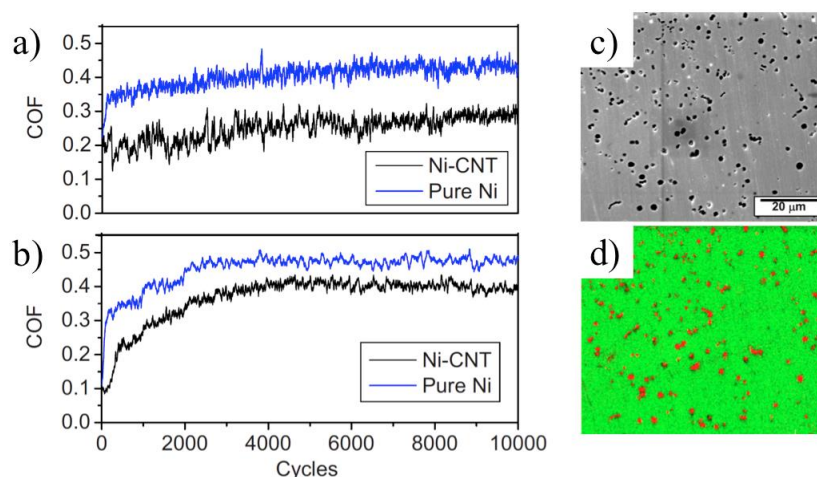 a)
0.5
0.4
0.3
0.2
0.1
0.0
COF
Ni-CNT
Pure Ni
b)
0.5
0.4
0.3
0.2
0.1
0.0
COF
Ni-CNT
Pure Ni
0 2000 4000 6000 8000 10000
Cycles
c)
20 μm
d)